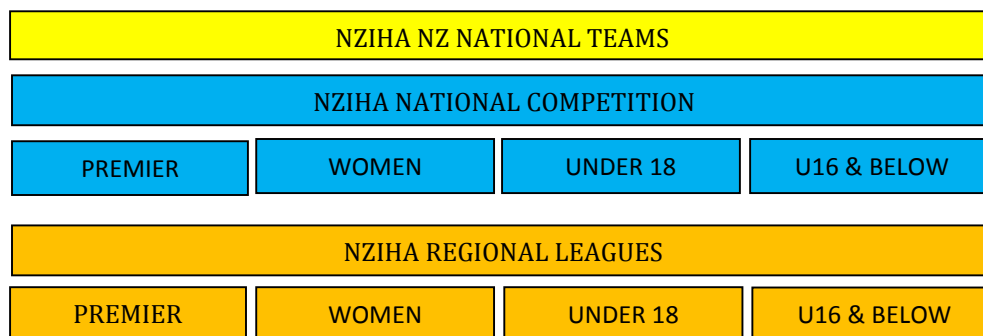 NZIHA NZ NATIONAL TEAMS
NZIHA NATIONAL COMPETITION
PREMIER WOMEN UNDER 18 U16 & BELOW
NZIHA REGIONAL LEAGUES
PREMIER WOMEN UNDER 18 U16 & BELOW